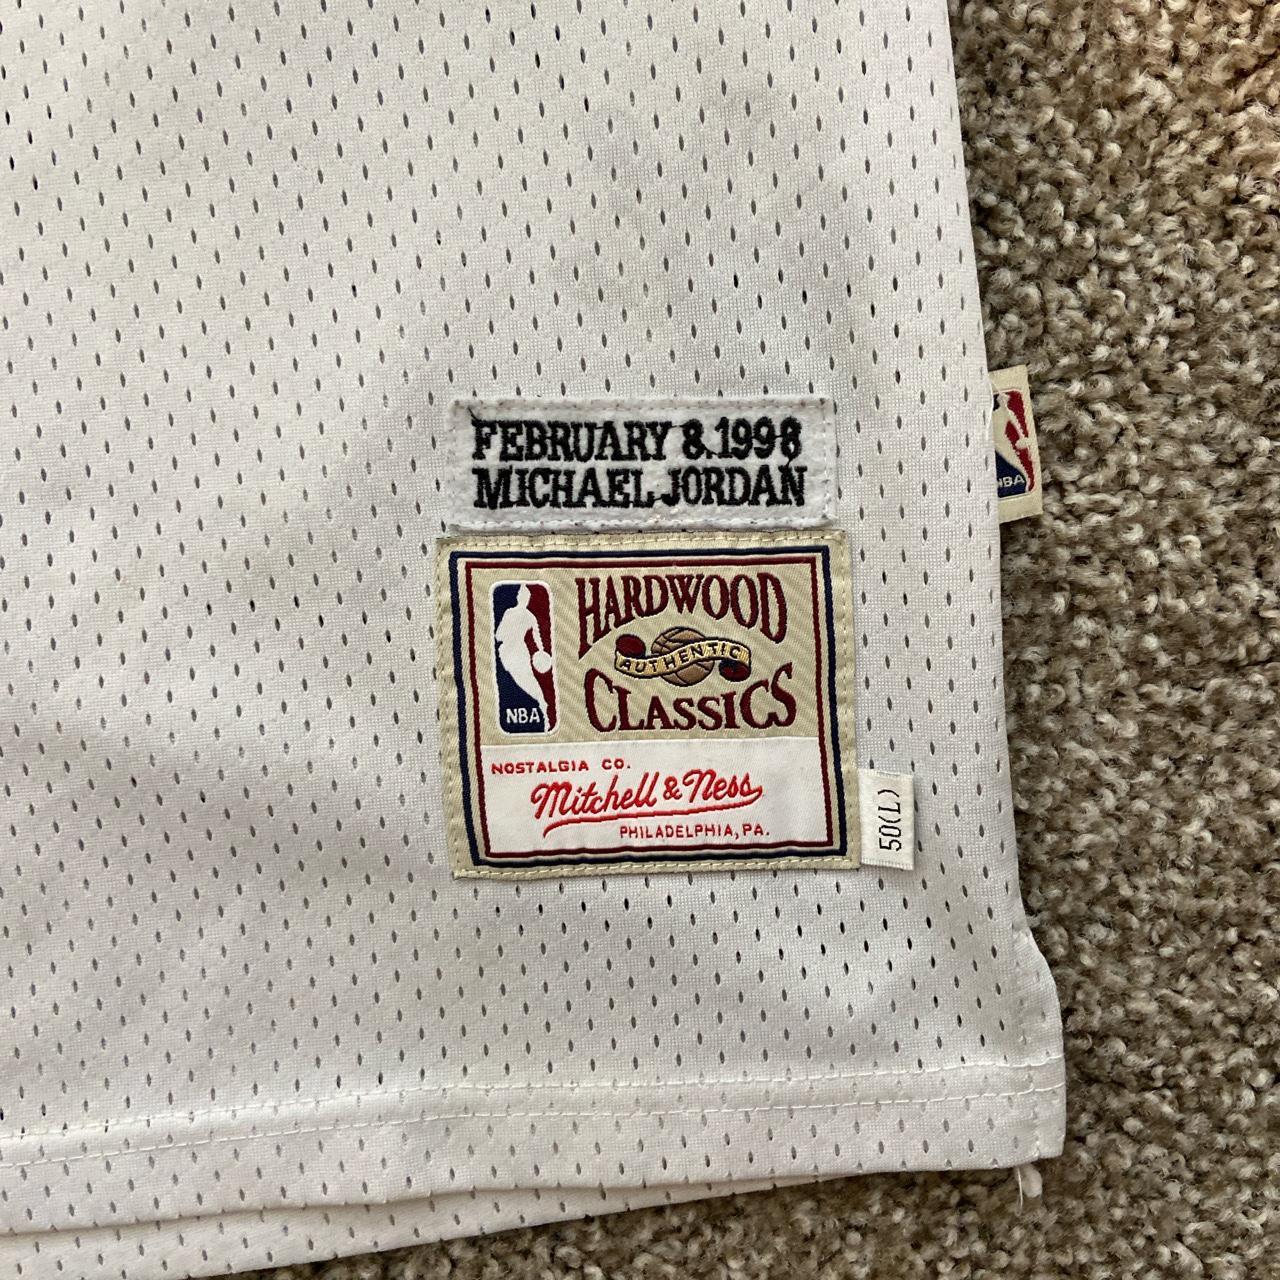 FEBRUARY 8.1998
MICHAEL JORDAN
HARDWOOD
AUTHENTIC
CLASSICS
NBA
NOSTALGIA CO.
Mitchell & Ness
PHILADELPHIA, PA.
50(L)
NBA